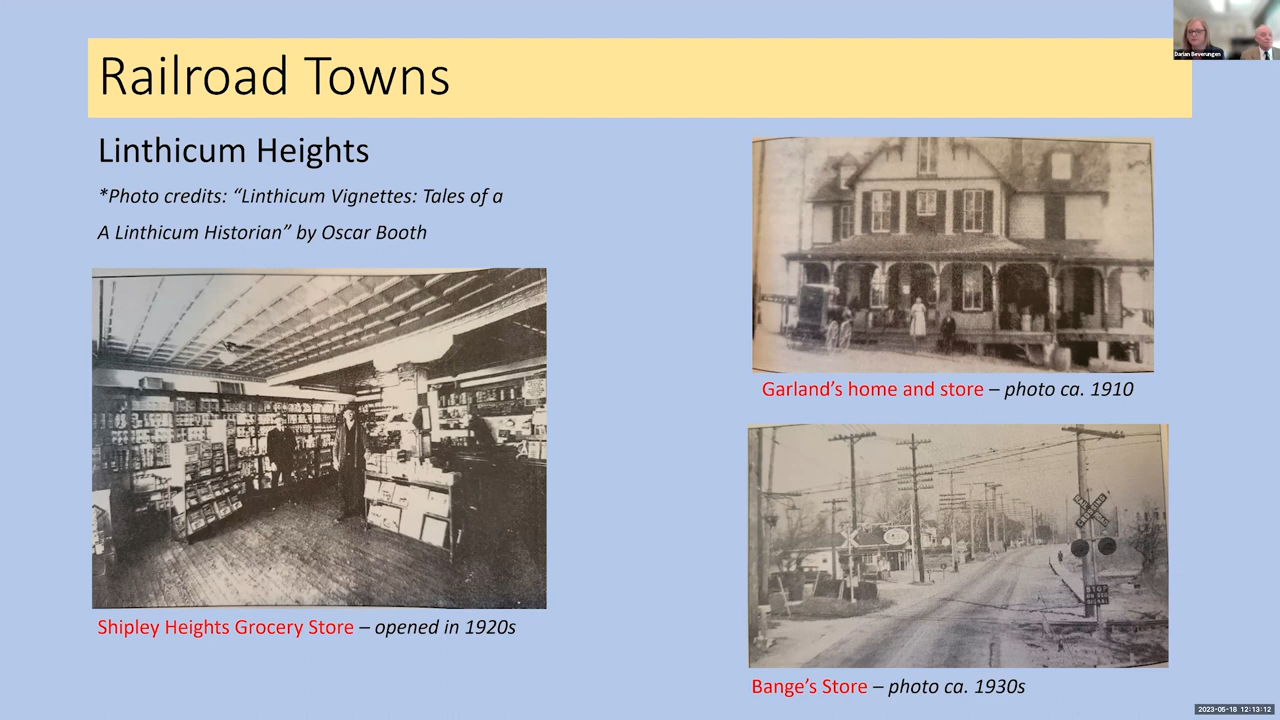 Railroad Towns
Linthicum Heights
*Photo credits: “Linthicum Vignettes: Tales of a
A Linthicum Historian” by Oscar Booth
Shipley Heights Grocery Store – opened in 1920s
Garland’s home and store – photo ca. 1910
STOP
Bange’s Store – photo ca. 1930s
Darian Beverungen
2023-05-18 12:13:12